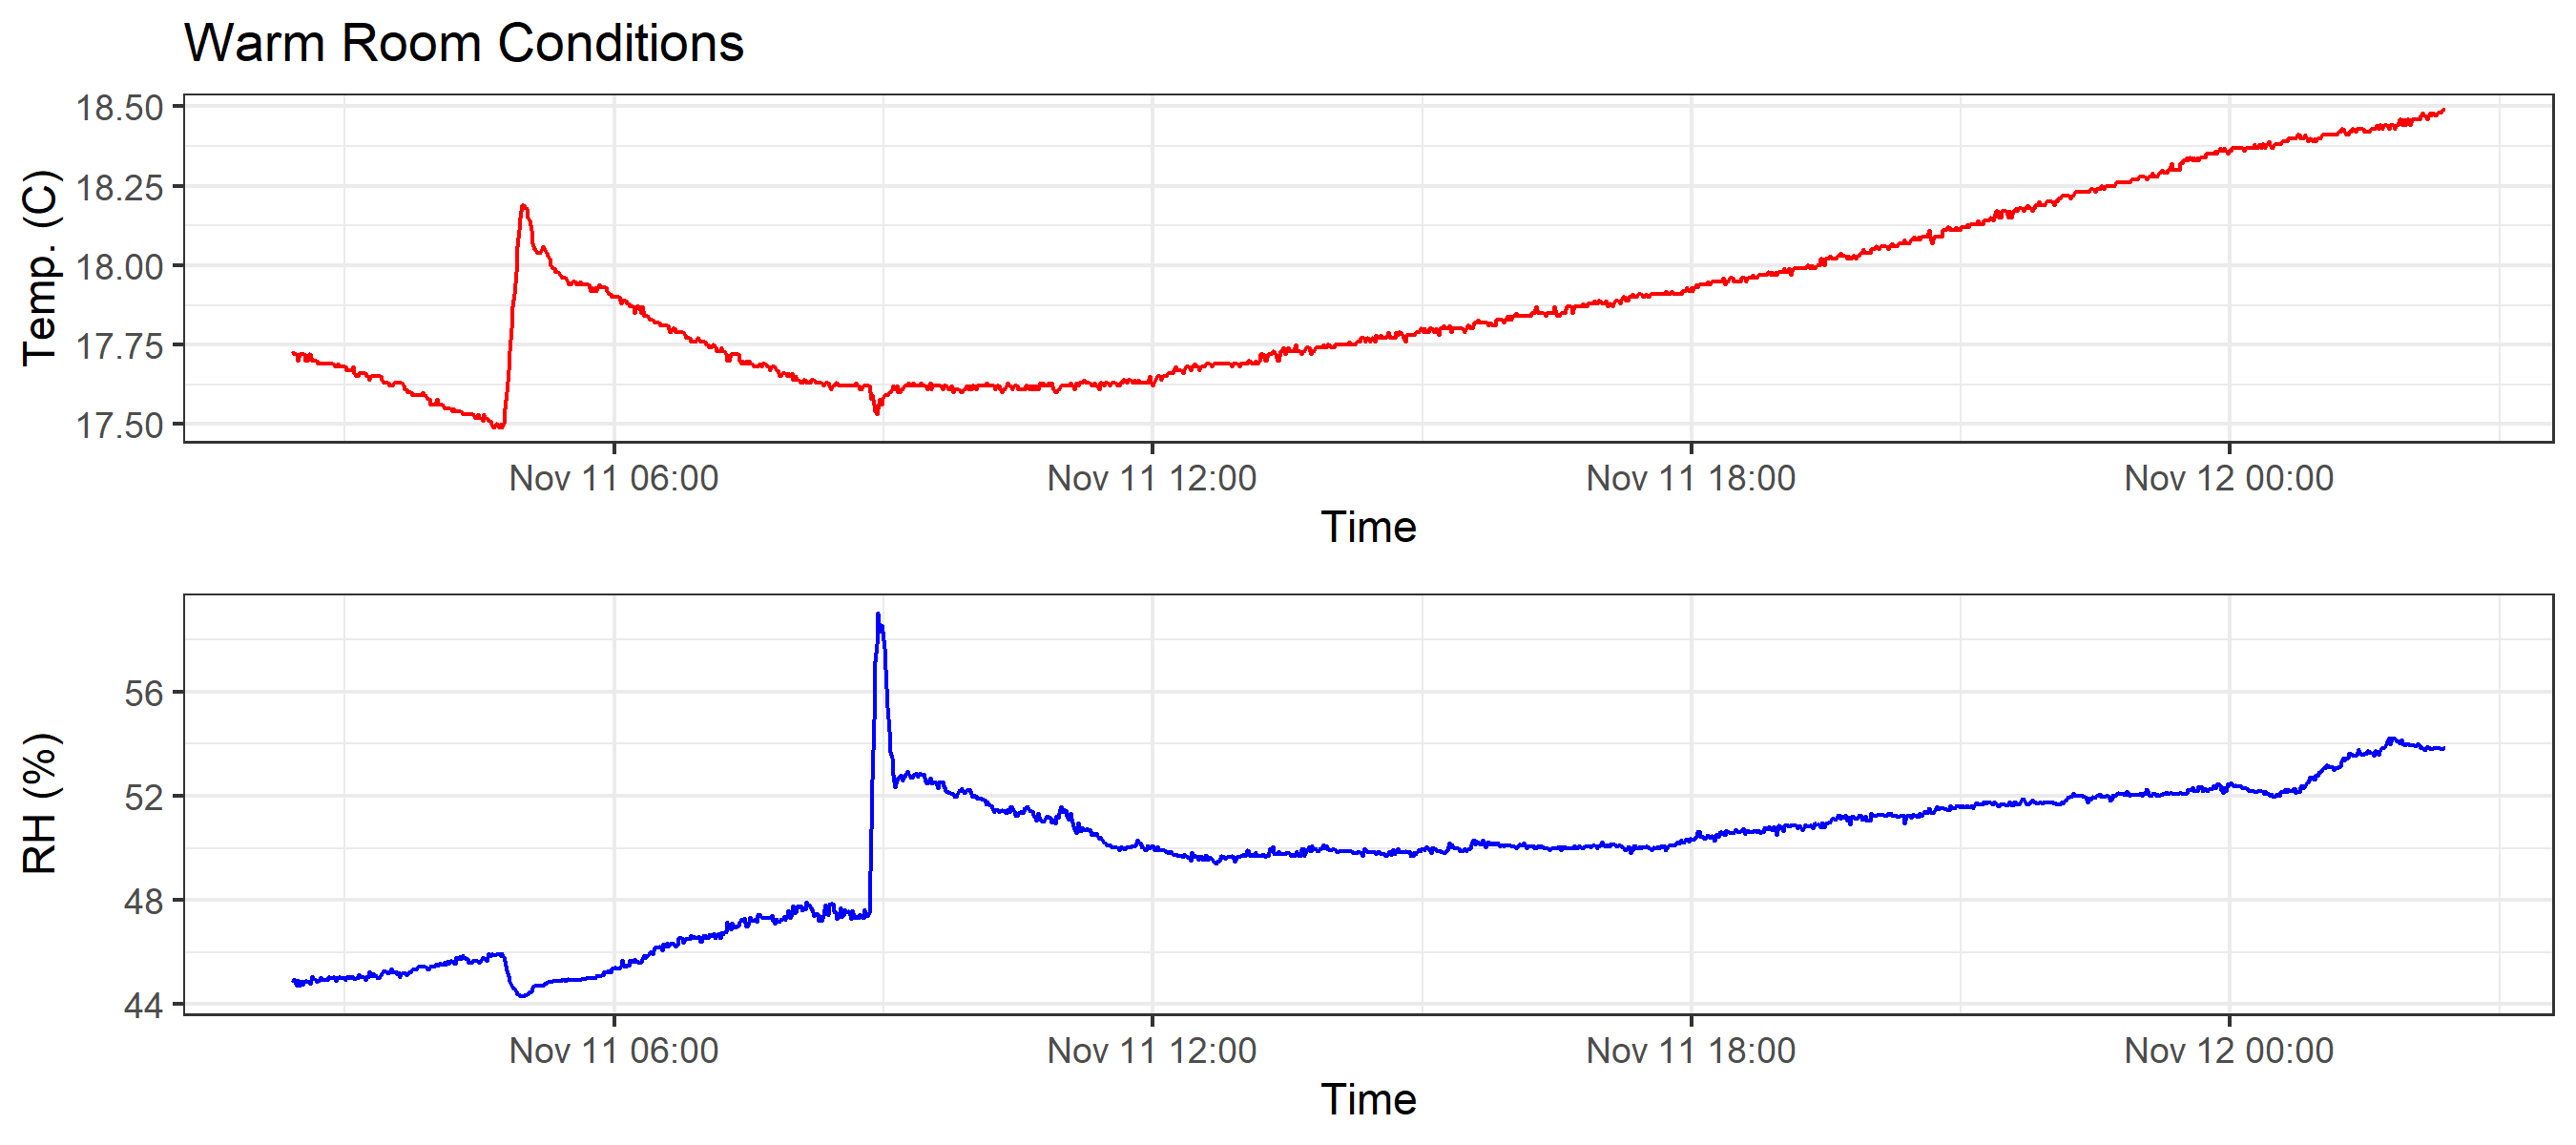 Warm Room Conditions
18.50
18.25
18.00
17.75
17.50
Temp. (C)
Nov 11 06:00 Nov 11 12:00 Nov 11 18:00 Nov 12 00:00
Time
56
52
48
44
RH (%)
Nov 11 06:00 Nov 11 12:00 Nov 11 18:00 Nov 12 00:00
Time